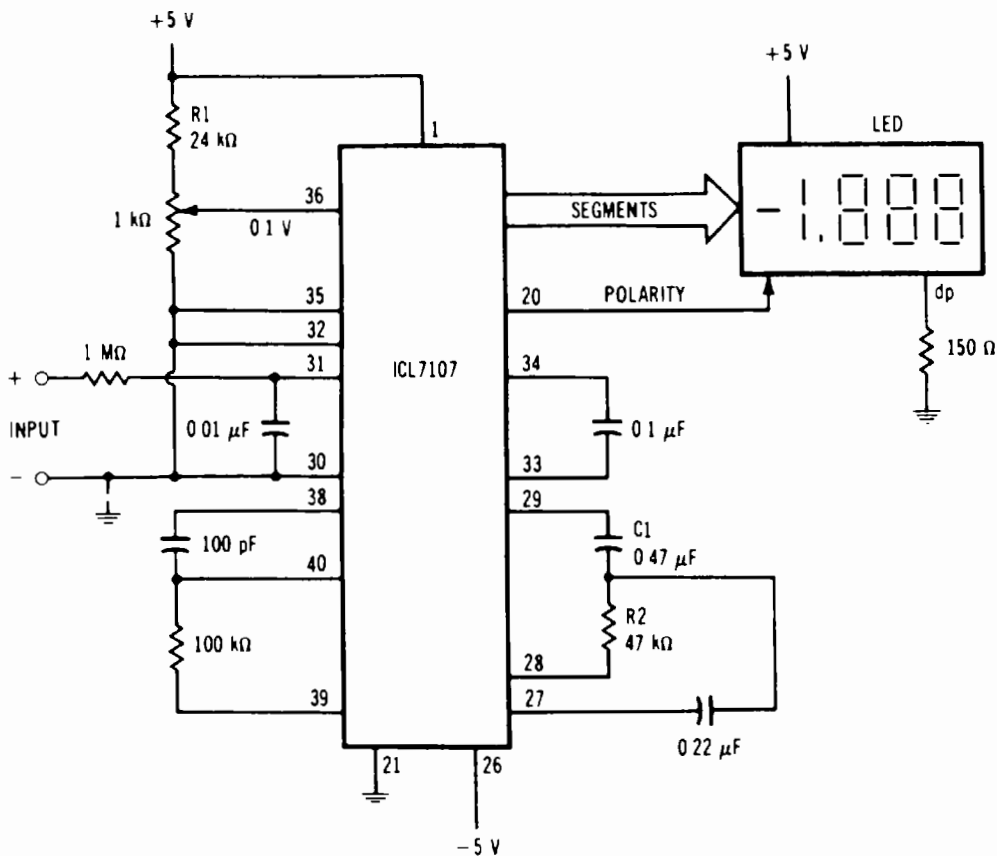 +5 V
R1
24 kΩ
1 kΩ
36
0.1 V
35
32
1 MΩ
31
+
INPUT
0 01 μF
-
30
38
100 pF
40
100 kΩ
39
1
ICL7107
21
26
-5 V
SEGMENTS
20
POLARITY
34
0 1 μF
33
29
C1
0 47 μF
R2
47 kΩ
28
27
0 22 μF
+5 V
LED
-1.888
dp
150 Ω